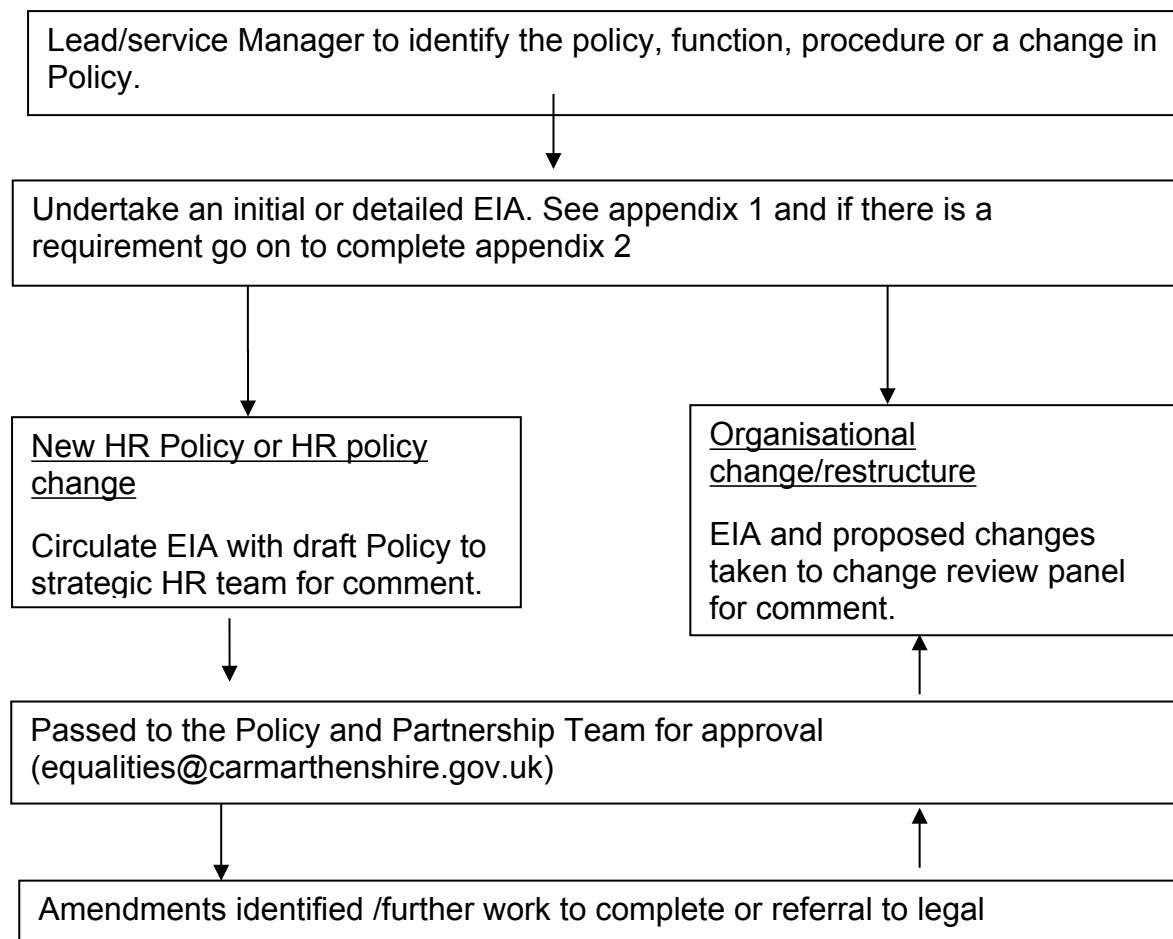 Lead/service Manager to identify the policy, function, procedure or a change in
Policy.
Undertake an initial or detailed EIA. See appendix 1 and if there is a
requirement go on to complete appendix 2
New HR Policy or HR policy
change
Circulate EIA with draft Policy to
strategic HR team for comment.
Organisational
change/restructure
EIA and proposed changes
taken to change review panel
for comment.
Passed to the Policy and Partnership Team for approval
(equalities@carmarthenshire.gov.uk)
Amendments identified /further work to complete or referral to legal